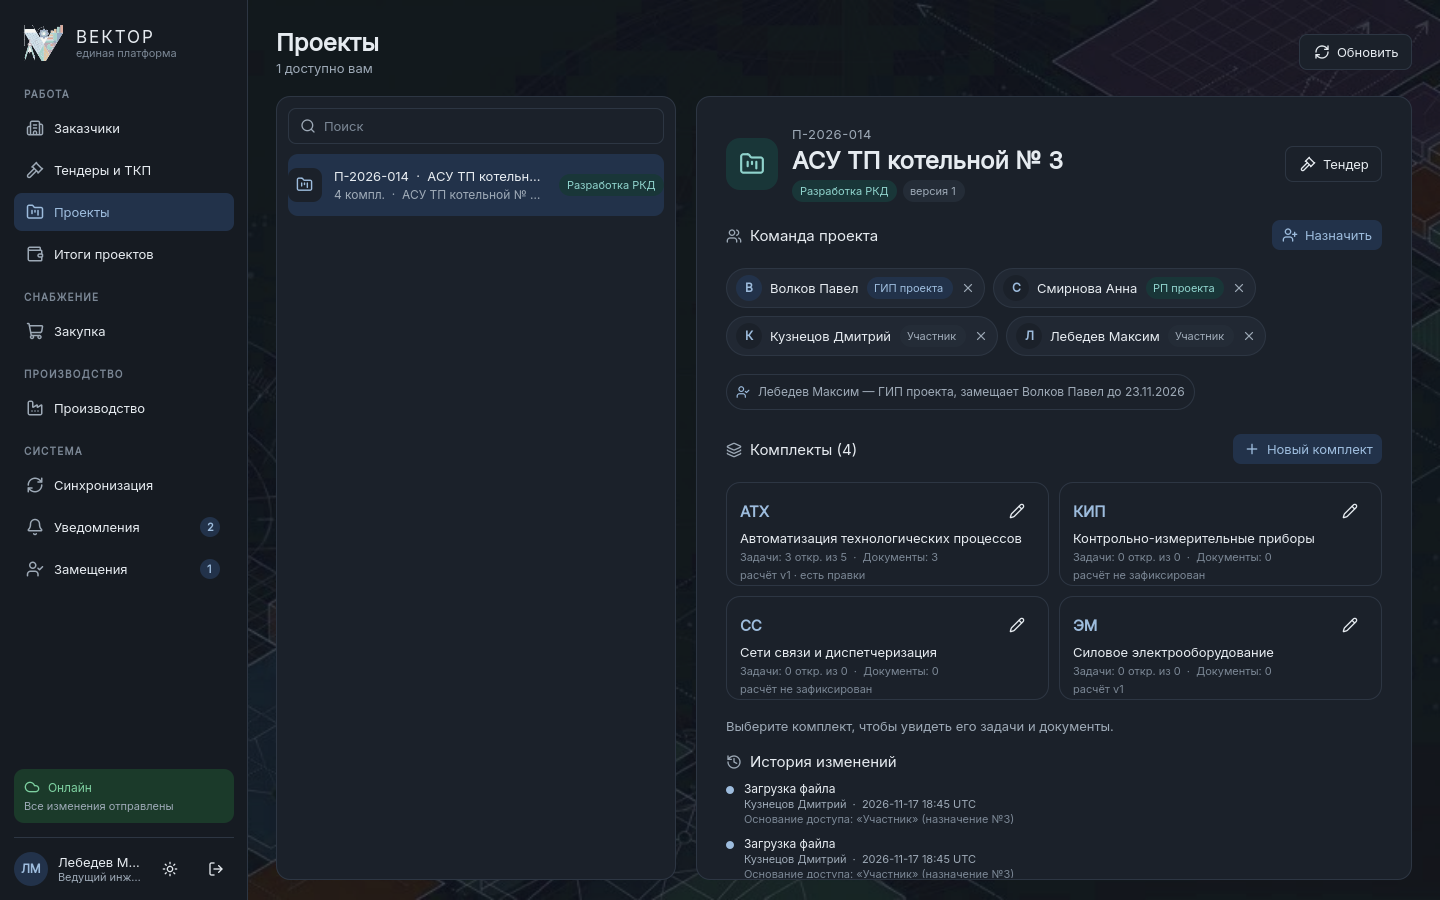 ВЕКТОР
единая платформа
РАБОТА
Заказчики
Тендеры и ТКП
Проекты
Итоги проектов
СНАБЖЕНИЕ
Закупка
ПРОИЗВОДСТВО
Производство
СИСТЕМА
Синхронизация
Уведомления 2
Замещения 1
Онлайн
Все изменения отправлены
ЛМ
Лебедев М...
Ведущий инж...
Проекты
1 доступно вам
Обновить
Поиск
П-2026-014 · АСУ ТП котельн...
4 компл. · АСУ ТП котельной № ...
Разработка РКД
П-2026-014
АСУ ТП котельной № 3
Разработка РКД версия 1
Тендер
Команда проекта
Назначить
В Волков Павел ГИП проекта
С Смирнова Анна РП проекта
К Кузнецов Дмитрий Участник
Л Лебедев Максим Участник
Лебедев Максим — ГИП проекта, замещает Волков Павел до 23.11.2026
Комплекты (4)
Новый комплект
АТХ
Автоматизация технологических процессов
Задачи: 3 откр. из 5 · Документы: 3
расчёт v1 · есть правки
КИП
Контрольно-измерительные приборы
Задачи: 0 откр. из 0 · Документы: 0
расчёт не зафиксирован
СС
Сети связи и диспетчеризация
Задачи: 0 откр. из 0 · Документы: 0
расчёт не зафиксирован
ЭМ
Силовое электрооборудование
Задачи: 0 откр. из 0 · Документы: 0
расчёт v1
Выберите комплект, чтобы увидеть его задачи и документы.
История изменений
Загрузка файла
Кузнецов Дмитрий · 2026-11-17 18:45 UTC
Основание доступа: «Участник» (назначение №3)
Загрузка файла
Кузнецов Дмитрий · 2026-11-17 18:45 UTC
Основание доступа: «Участник» (назначение №3)